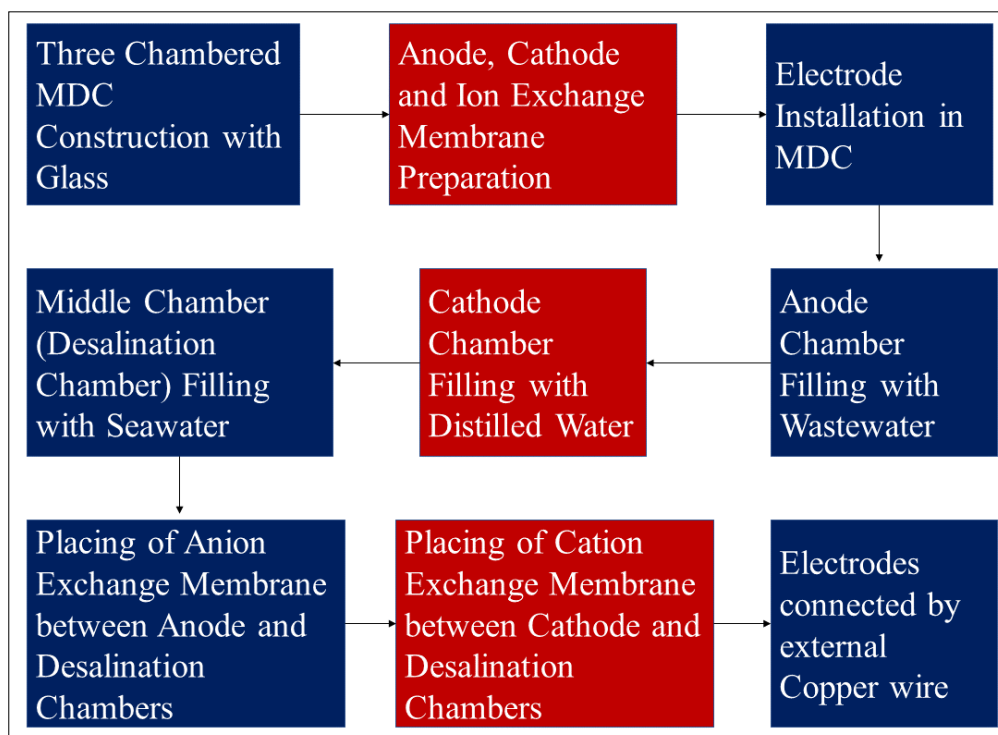 Three Chambered
MDC
Construction with
Glass
Anode, Cathode
and Ion Exchange
Membrane
Preparation
Electrode
Installation in
MDC
Anode
Chamber
Filling with
Wastewater
Cathode
Chamber
Filling with
Distilled Water
Middle Chamber
(Desalination
Chamber) Filling
with Seawater
Placing of Anion
Exchange Membrane
between Anode and
Desalination
Chambers
Placing of Cation
Exchange Membrane
between Cathode and
Desalination
Chambers
Electrodes
connected by
external
Copper wire